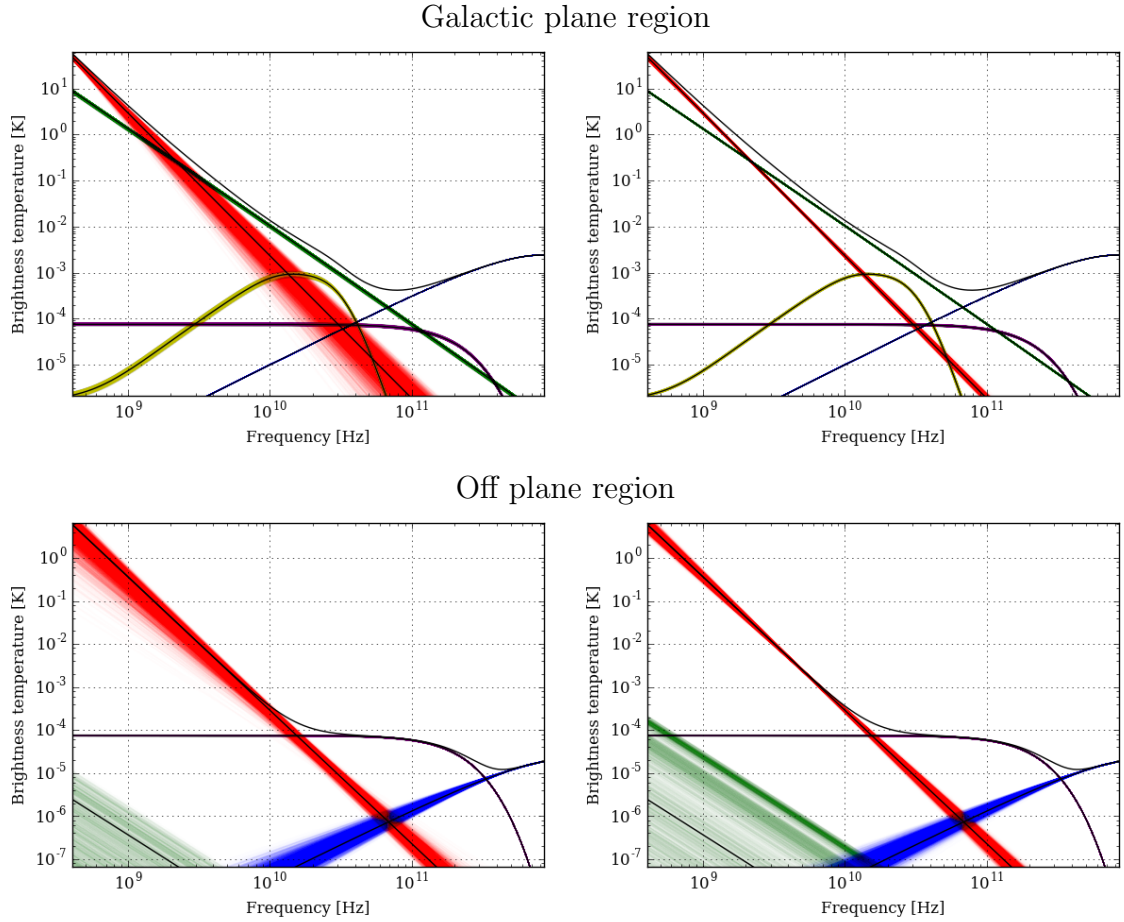 Galactic plane region
Brightness temperature [K]
10^1
10^0
10^-1
10^-2
10^-3
10^-4
10^-5
10^9 10^10 10^11
Frequency [Hz]
Brightness temperature [K]
10^1
10^0
10^-1
10^-2
10^-3
10^-4
10^-5
10^9 10^10 10^11
Frequency [Hz]
Off plane region
Brightness temperature [K]
10^0
10^-1
10^-2
10^-3
10^-4
10^-5
10^-6
10^-7
10^9 10^10 10^11
Frequency [Hz]
Brightness temperature [K]
10^0
10^-1
10^-2
10^-3
10^-4
10^-5
10^-6
10^-7
10^9 10^10 10^11
Frequency [Hz]